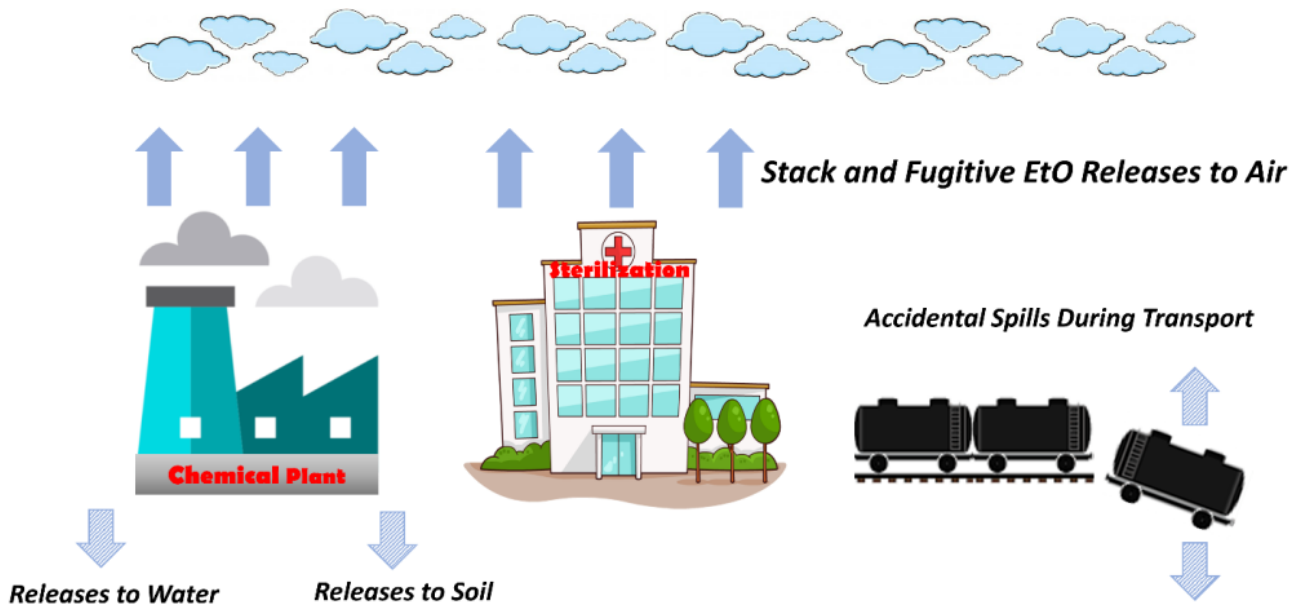 Stack and Fugitive EtO Releases to Air
Sterilization
Accidental Spills During Transport
Chemical Plant
Releases to Water
Releases to Soil